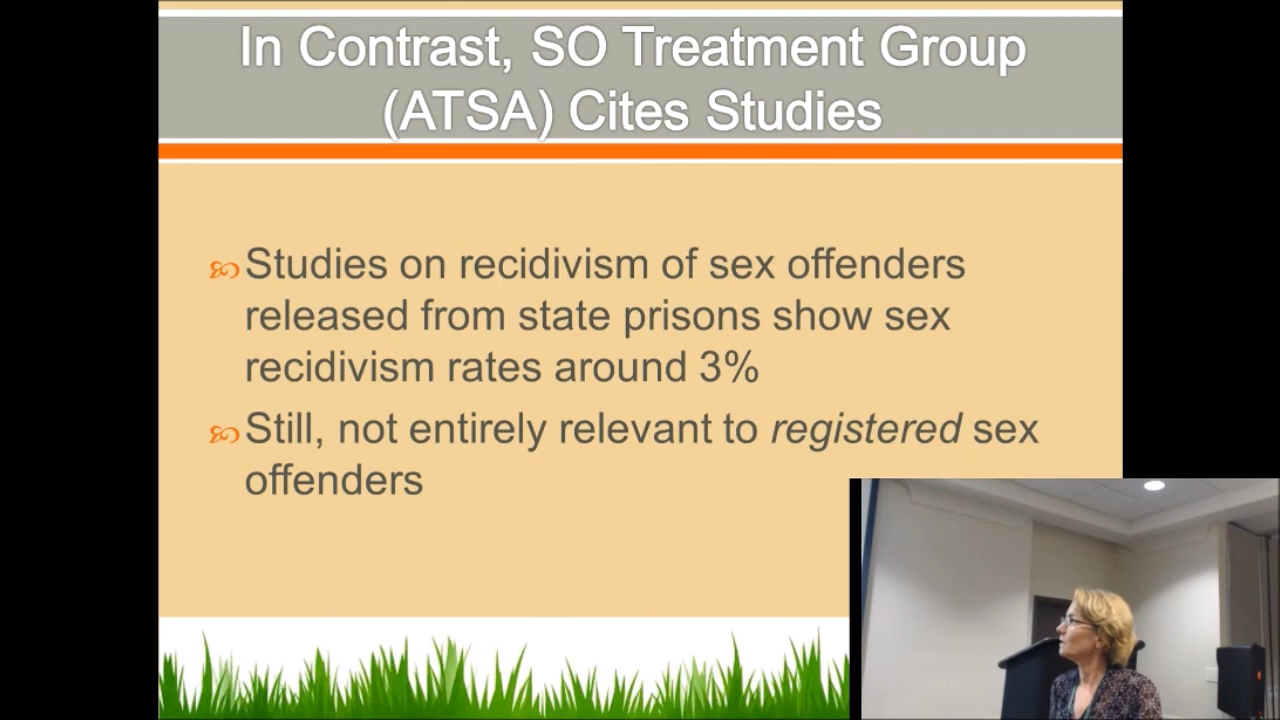 In Contrast, SO Treatment Group
(ATSA) Cites Studies
Studies on recidivism of sex offenders
released from state prisons show sex
recidivism rates around 3%
Still, not entirely relevant to registered sex
offenders